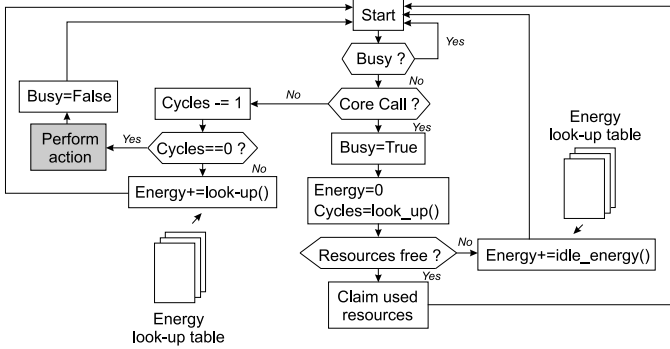 Start
Yes
Busy ?
No
Busy=False
Cycles -= 1
No
Core Call ?
Energy
look-up table
Perform
action
Yes
Cycles==0 ?
Yes
Busy=True
No
Energy+=look-up()
Energy=0
Cycles=look_up()
Resources free ?
No
Energy+=idle_energy()
Yes
Claim used
resources
Energy
look-up table